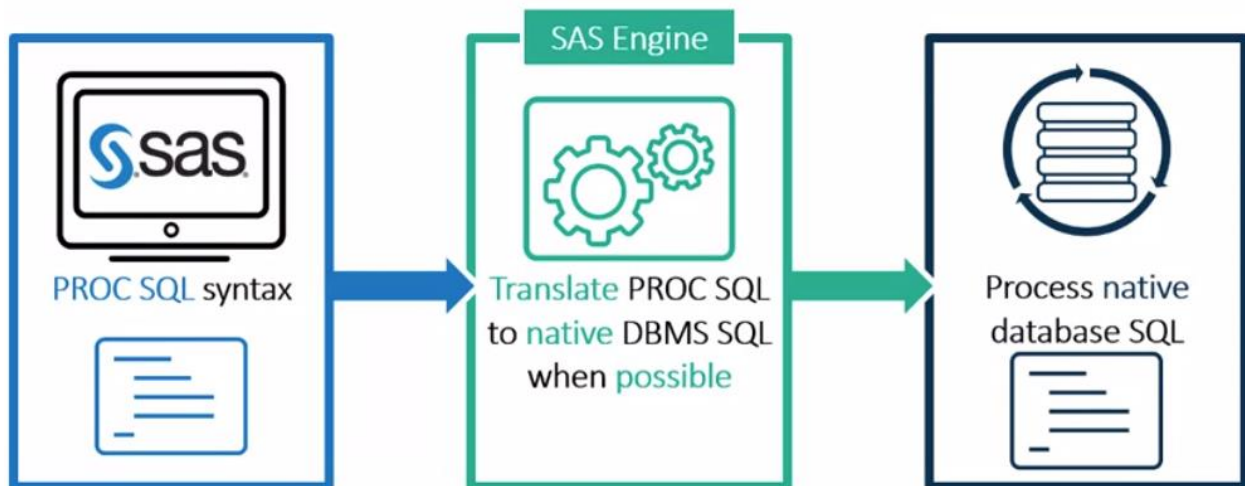 sas
PROC SQL syntax
SAS Engine
Translate PROC SQL
to native DBMS SQL
when possible
Process native
database SQL